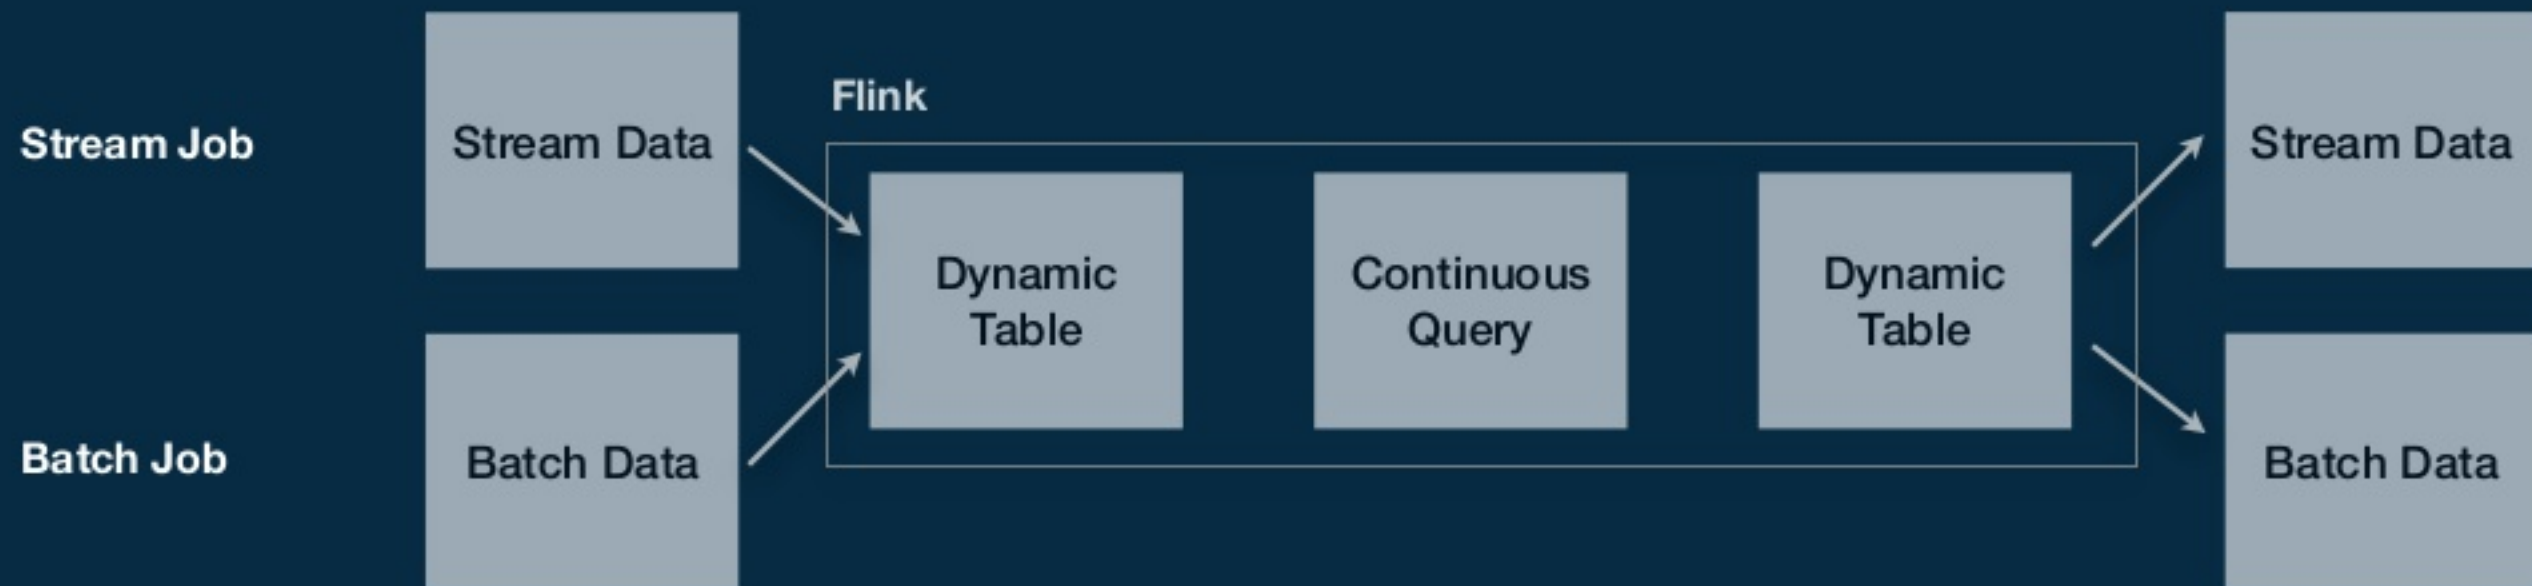 Stream Job
Stream Data
Flink
Dynamic
Table
Continuous
Query
Dynamic
Table
Stream Data
Batch Job
Batch Data
Batch Data